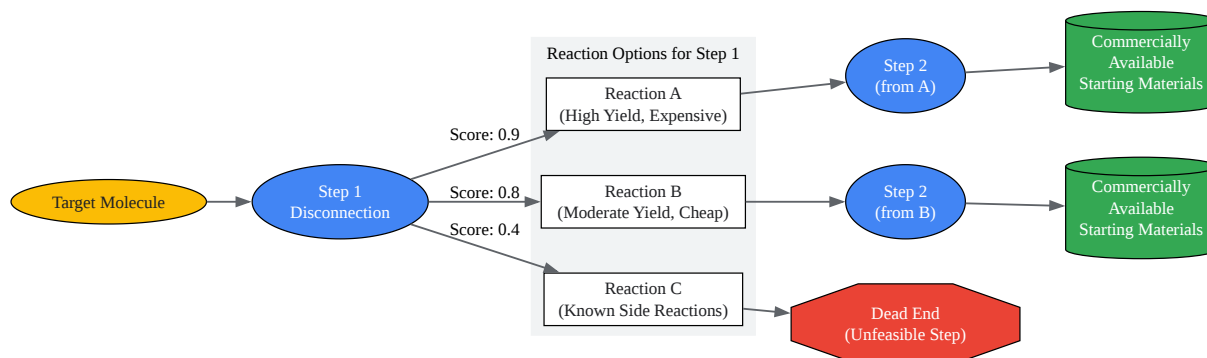 Target Molecule
Step 1
Disconnection
Score: 0.9
Score: 0.8
Score: 0.4
Reaction Options for Step 1
Reaction A
(High Yield, Expensive)
Reaction B
(Moderate Yield, Cheap)
Reaction C
(Known Side Reactions)
Step 2
(from A)
Step 2
(from B)
Dead End
(Unfeasible Step)
Commercially
Available
Starting Materials
Commercially
Available
Starting Materials